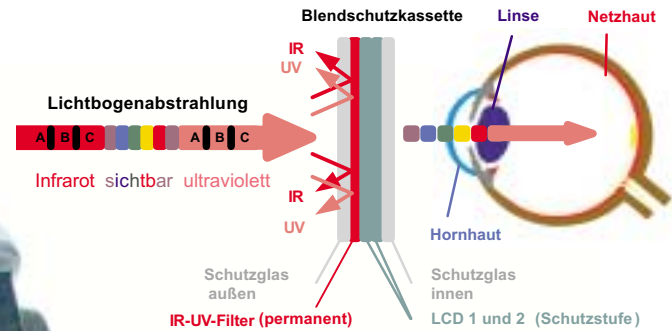 Blendschutzkassette
Linse
Netzhaut
IR
UV
Lichtbogenabstrahlung
A B C
A B C
Infrarot sichtbar ultraviolett
IR
UV
Hornhaut
Schutzglas
außen
Schutzglas
innen
IR-UV-Filter (permanent)
LCD 1 und 2 (Schutzstufe)